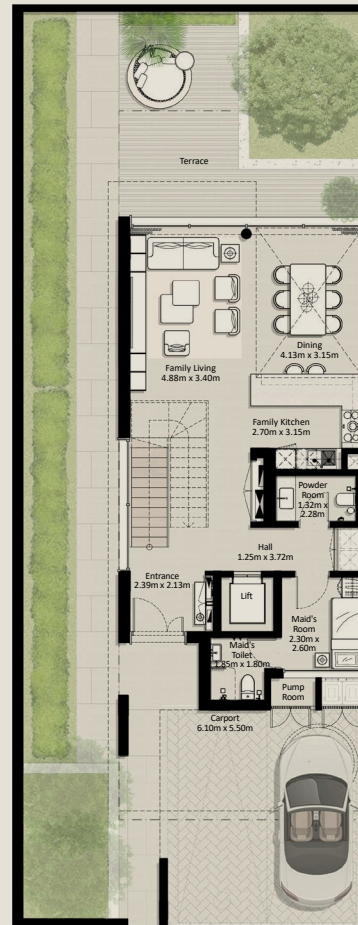 Terrace
Dining
4.13m x 3.15m
Family Living
4.88m x 3.40m
Family Kitchen
2.70m x 3.15m
Powder
Room
1.32m x
2.28m
Hall
1.25m x 3.72m
Entrance
2.39m x 2.13m
Lift
Maid's
Room
2.30m x
2.60m
Maid's
Toilet
1.85m x 1.80m
Pump
Room
Carport
6.10m x 5.50m